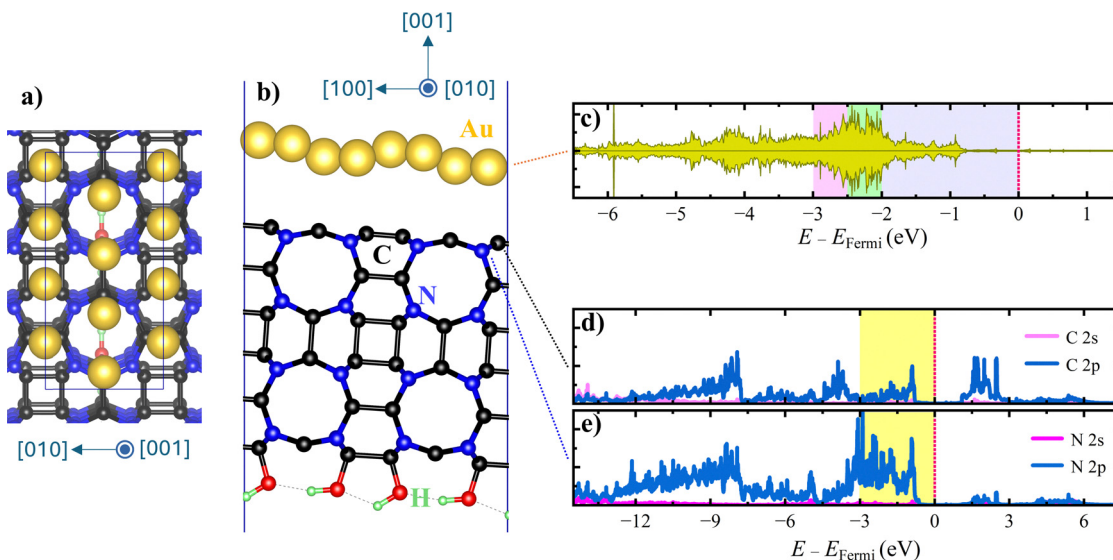 a)
[010]
[001]
b)
[001]
[100]
[010]
Au
C
N
H
c)
−6 −5 −4 −3 −2 −1 0 1
E − EFermi (eV)
d)
C 2s
C 2p
e)
N 2s
N 2p
−12 −9 −6 −3 0 3 6
E − EFermi (eV)